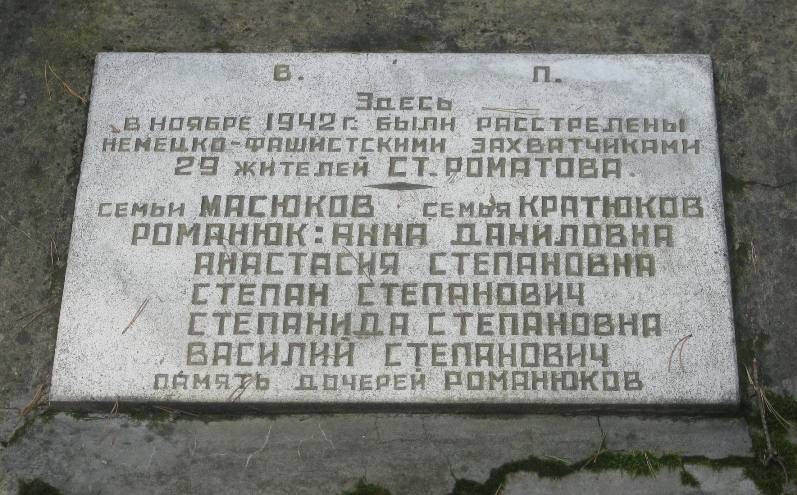 В. П.
Здесь
в ноябре 1942 г. были расстрелены
немецко-фашистскими захватчиками
29 жителей ст. Роматова.
семьи МАСЮКОВ семья КРАТЮКОВ
РОМАНЮК: АННА ДАНИЛОВНА
АНАСТАСИЯ СТЕПАНОВНА
СТЕПАН СТЕПАНОВИЧ
СТЕПАНИДА СТЕПАНОВНА
ВАСИЛИЙ СТЕПАНОВИЧ
ПАМЯТЬ ДОЧЕРЕЙ РОМАНЮКОВ